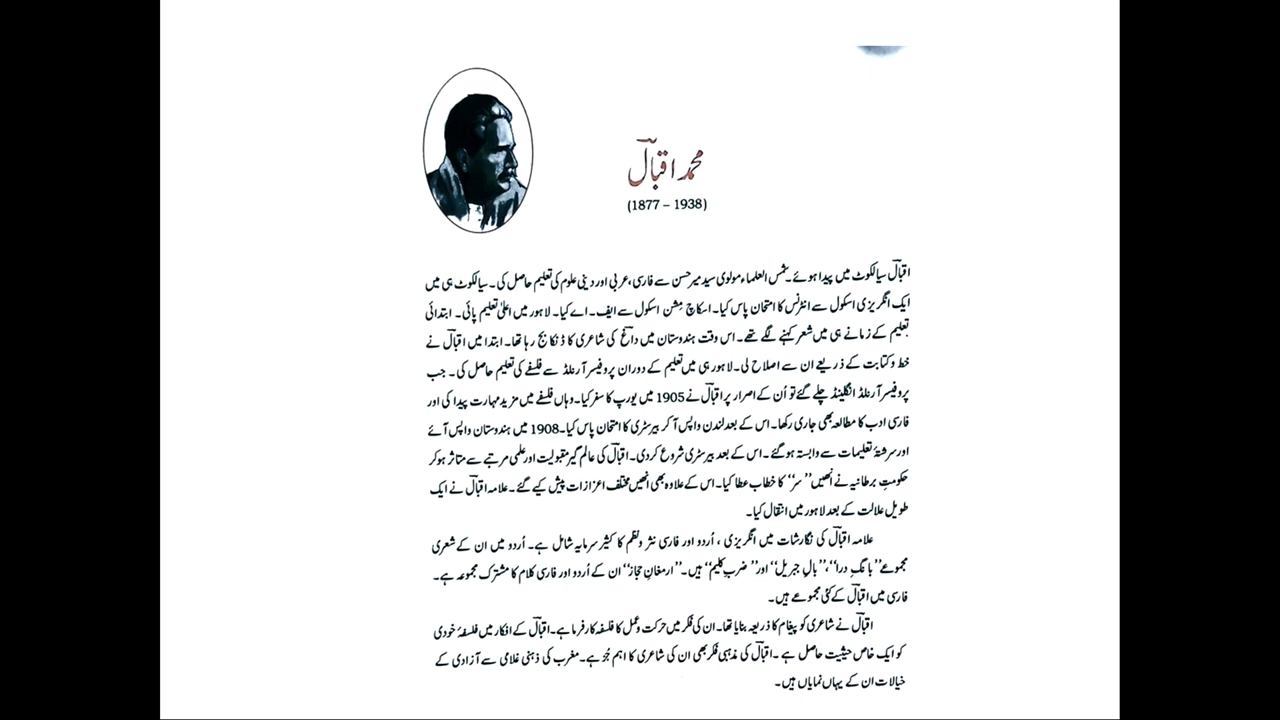 محمد اقبالؔ
(1877 – 1938)
اقبالؔ سیالکوٹ میں پیدا ہوئے۔ شمس العلماء مولوی سید میر حسن سے فارسی، عربی اور دینی علوم کی تعلیم حاصل کی۔ سیالکوٹ ہی میں
ایک انگریزی اسکول سے انٹرنس کا امتحان پاس کیا۔ اسکاچ مِشن اسکول سے ایف۔ اے کیا۔ لاہور میں اعلیٰ تعلیم پائی۔ ابتدائی
تعلیم کے زمانے ہی میں شعر کہنے لگے تھے۔ اس وقت ہندوستان میں داغؔ کی شاعری کا ڈنکا بج رہا تھا۔ ابتدا میں اقبالؔ نے
خط و کتابت کے ذریعے ان سے اصلاح لی۔ لاہور ہی میں تعلیم کے دوران پروفیسر آرنلڈ سے فلسفے کی تعلیم حاصل کی۔ جب
پروفیسر آرنلڈ انگلینڈ چلے گئے تو اُن کے اصرار پر اقبالؔ نے 1905 میں یورپ کا سفر کیا۔ وہاں فلسفے میں مزید مہارت پیدا کی اور
فارسی ادب کا مطالعہ بھی جاری رکھا۔ اس کے بعد لندن واپس آ کر بیرسٹری کا امتحان پاس کیا۔ 1908 میں ہندوستان واپس آئے
اور سرشتۂ تعلیمات سے وابستہ ہو گئے۔ اس کے بعد بیرسٹری شروع کردی۔ اقبالؔ کی عالم گیر مقبولیت اور علمی مرتبے سے متاثر ہوکر
حکومتِ برطانیہ نے انھیں ’’سر‘‘ کا خطاب عطا کیا۔ اس کے علاوہ بھی انھیں مختلف اعزازات پیش کیے گئے۔ علامہ اقبالؔ نے ایک
طویل علالت کے بعد لاہور میں انتقال کیا۔
علامہ اقبالؔ کی نگارشات میں انگریزی، اُردو اور فارسی نثر و نظم کا کثیر سرمایہ شامل ہے۔ اُردو میں ان کے شعری
مجموعے ’’بانگِ درا‘‘، ’’بالِ جبریل‘‘ اور ’’ضربِ کلیم‘‘ ہیں۔ ’’ارمغانِ حجاز‘‘ ان کے اُردو اور فارسی کلام کا مشترک مجموعہ ہے۔
فارسی میں اقبالؔ کے کئی مجموعے ہیں۔
اقبالؔ نے شاعری کو پیغام کا ذریعہ بنایا تھا۔ ان کی فکر میں حرکت و عمل کا فلسفہ کارفرما ہے۔ اقبالؔ کے افکار میں فلسفۂ خودی
کو ایک خاص حیثیت حاصل ہے۔ اقبالؔ کی مذہبی فکر بھی ان کی شاعری کا اہم جُز ہے۔ مغرب کی ذہنی غلامی سے آزادی کے
خیالات ان کے یہاں نمایاں ہیں۔